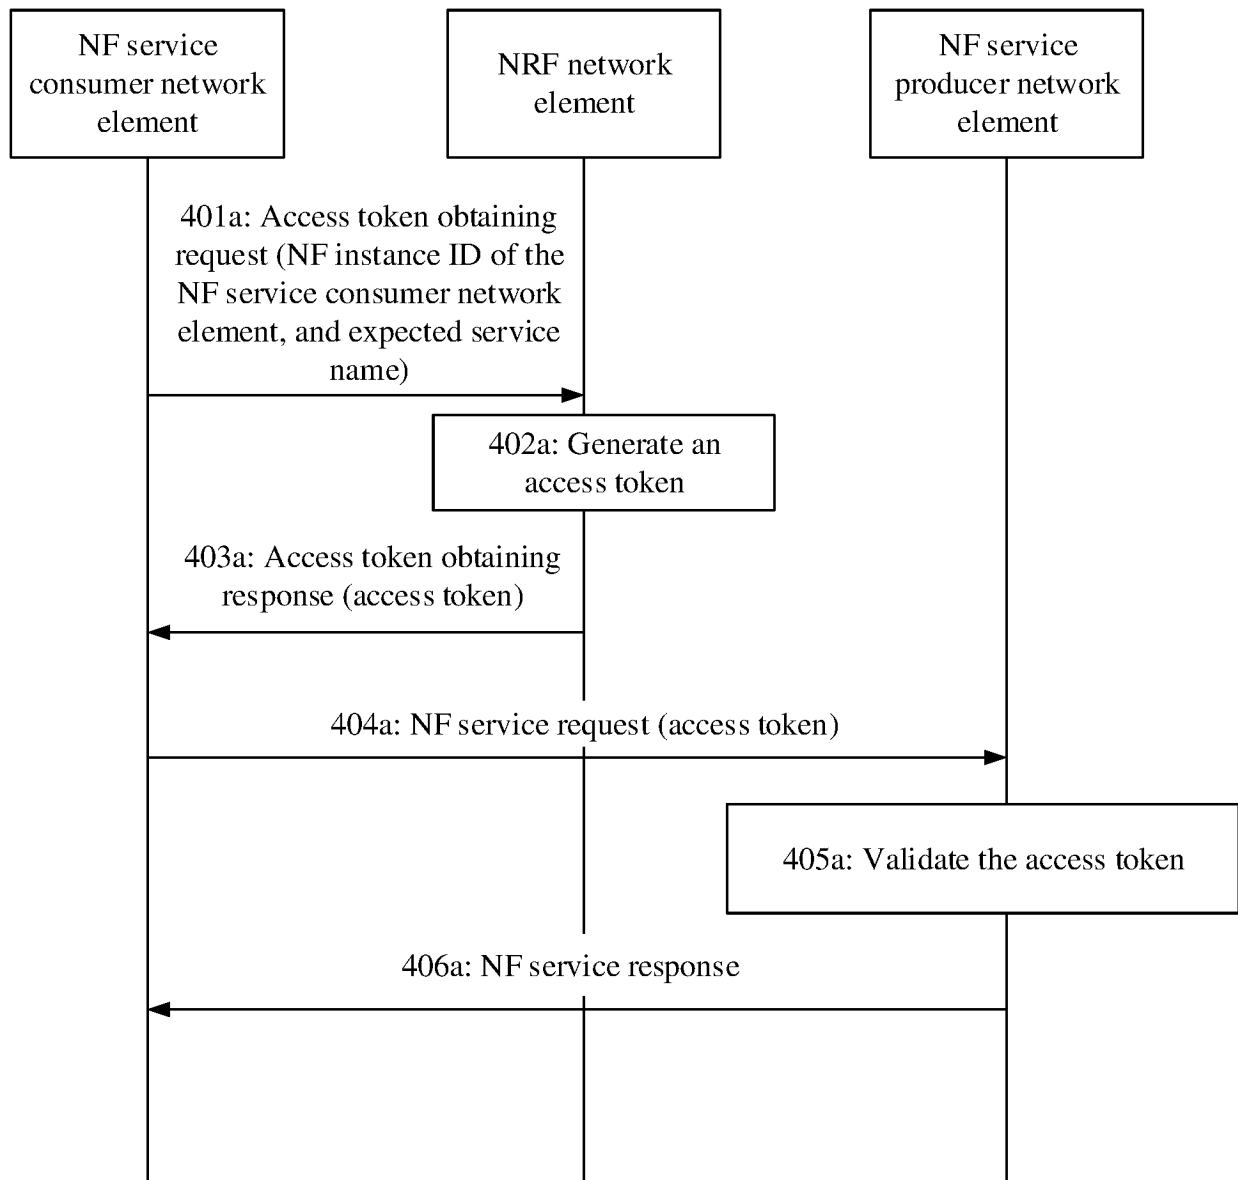 NF service
consumer network
element
NRF network
element
NF service
producer network
element
401a: Access token obtaining
request (NF instance ID of the
NF service consumer network
element, and expected service
name)
402a: Generate an
access token
403a: Access token obtaining
response (access token)
404a: NF service request (access token)
405a: Validate the access token
406a: NF service response